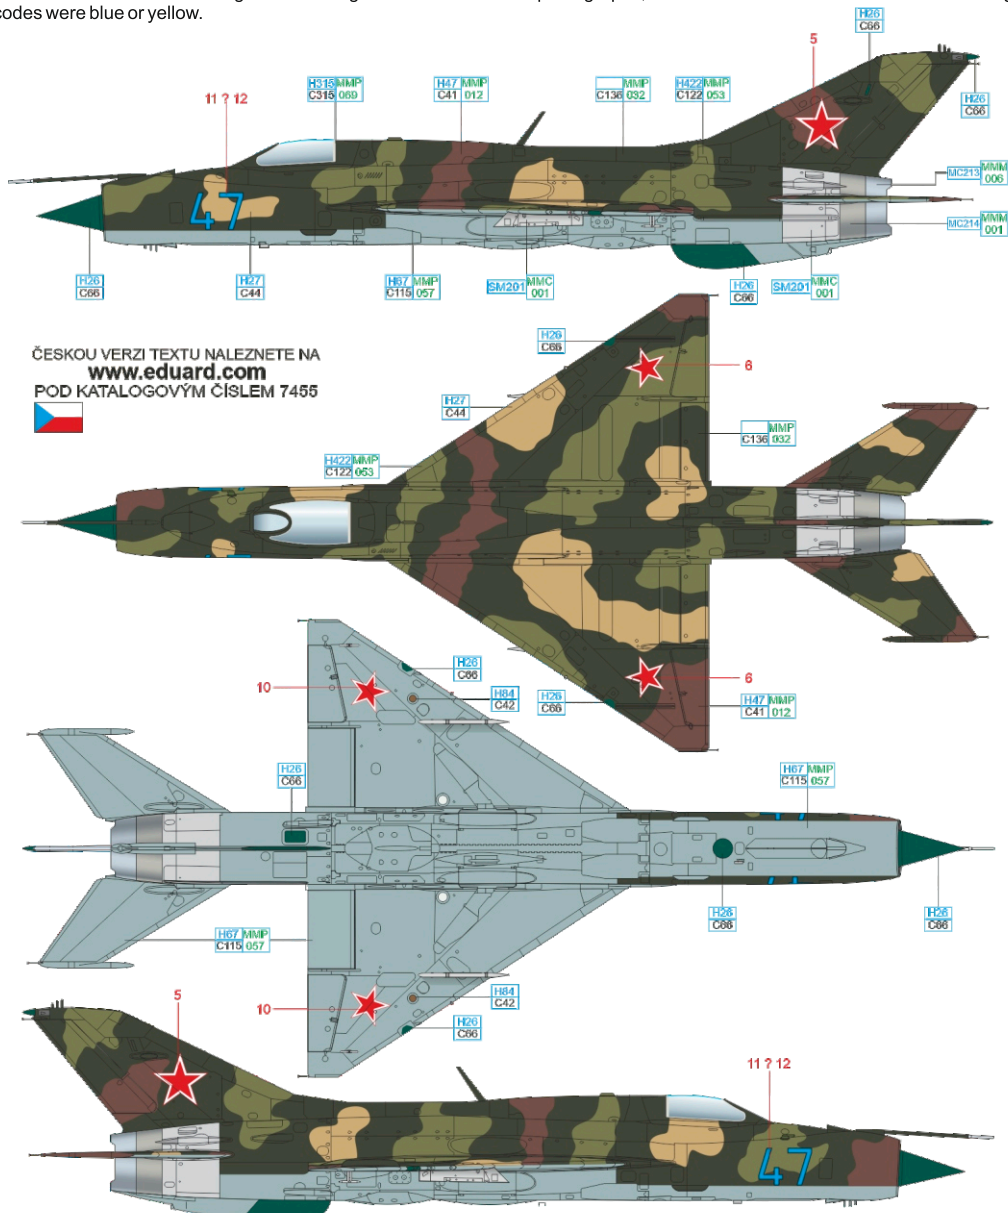 codes were blue or yellow.
H26
C66
5
H315 MMP
C315 069
H47 MMP
C41 012
MMP
C136 032
H422 MMP
C122 053
11 ? 12
H26
C66
MC213 MMM
006
47
MC214 MMM
001
H26
C66
H27
C44
H67 MMP
C115 057
SM201 MMC
001
H26
C66
SM201 MMC
001
H26
C66
ČESKOU VERZI TEXTU NALEZNETE NA
www.eduard.com
POD KATALOGOVÝM ČÍSLEM 7455
6
H27
C44
MMP
C136 032
H422 MMP
C122 053
H26
C66
10
H84
C42
H26
C66
6
H47 MMP
C41 012
H26
C66
H67 MMP
C115 057
47
H26
C66
H26
C66
H67 MMP
C115 057
5
10
H84
C42
H26
C66
11 ? 12
47